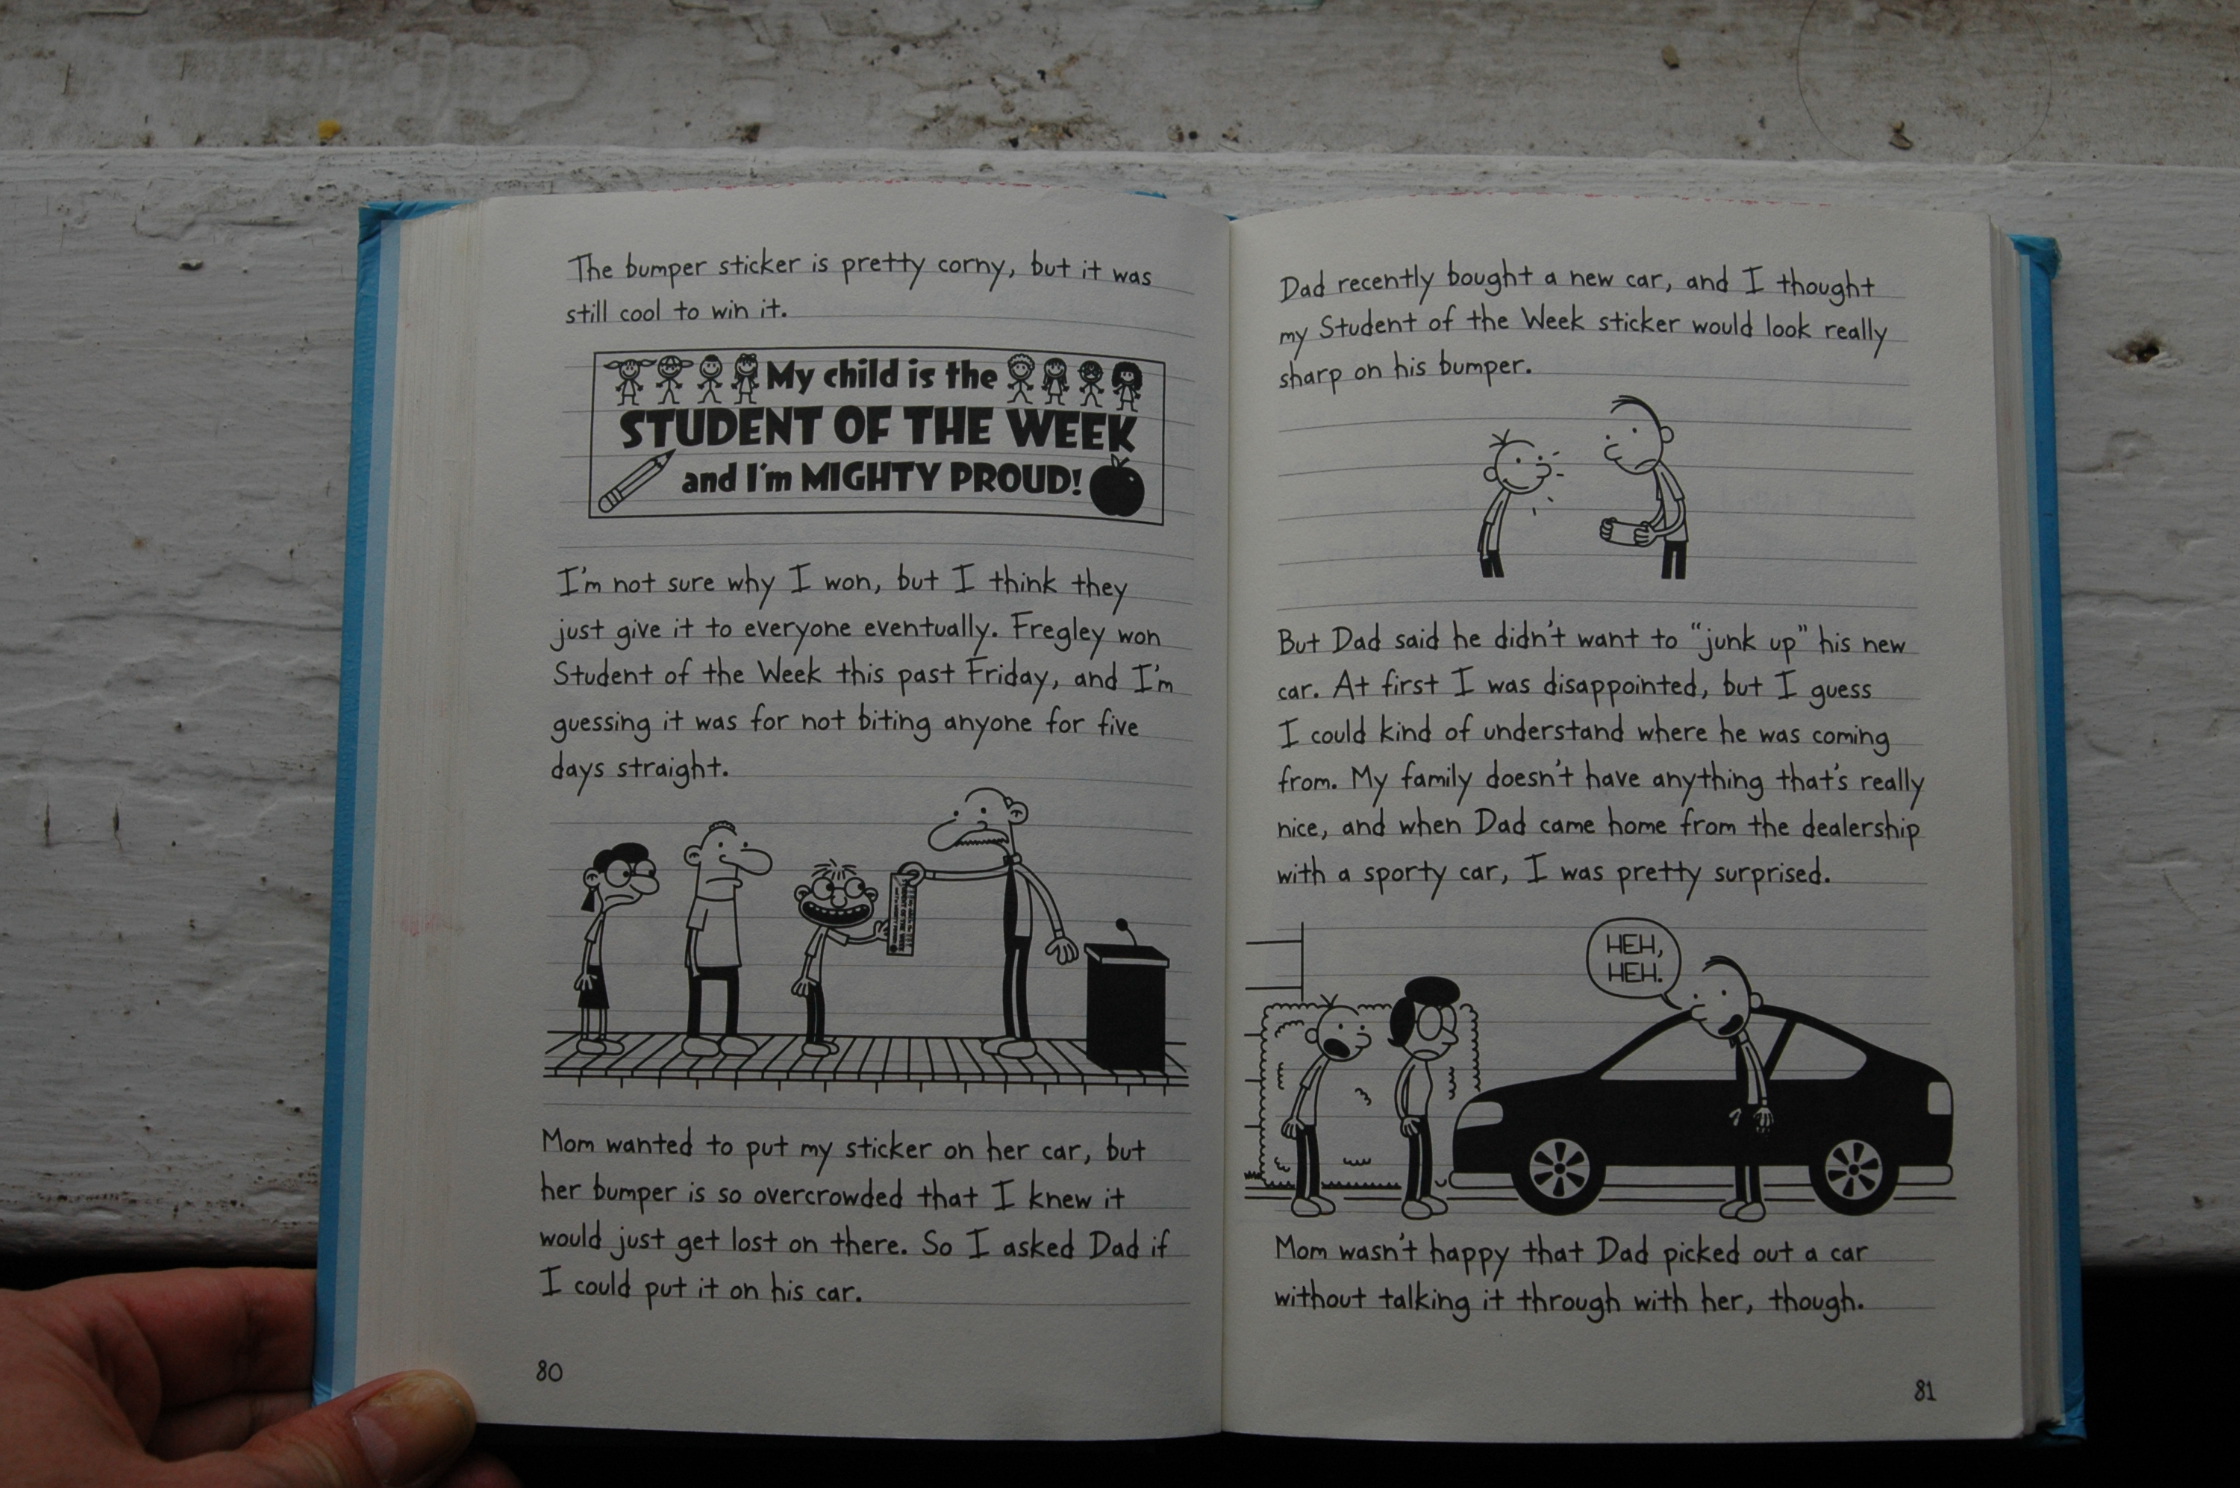 The bumper sticker is pretty corny, but it was
still cool to win it.
My child is the
STUDENT OF THE WEEK
and I'm MIGHTY PROUD!
I'm not sure why I won, but I think they
just give it to everyone eventually. Fregley won
Student of the Week this past Friday, and I'm
guessing it was for not biting anyone for five
days straight.
Mom wanted to put my sticker on her car, but
her bumper is so overcrowded that I knew it
would just get lost on there. So I asked Dad if
I could put it on his car.
80
Dad recently bought a new car, and I thought
my Student of the Week sticker would look really
sharp on his bumper.
But Dad said he didn't want to “junk up” his new
car. At first I was disappointed, but I guess
I could kind of understand where he was coming
from. My family doesn't have anything that's really
nice, and when Dad came home from the dealership
with a sporty car, I was pretty surprised.
HEH,
HEH.
Mom wasn't happy that Dad picked out a car
without talking it through with her, though.
81